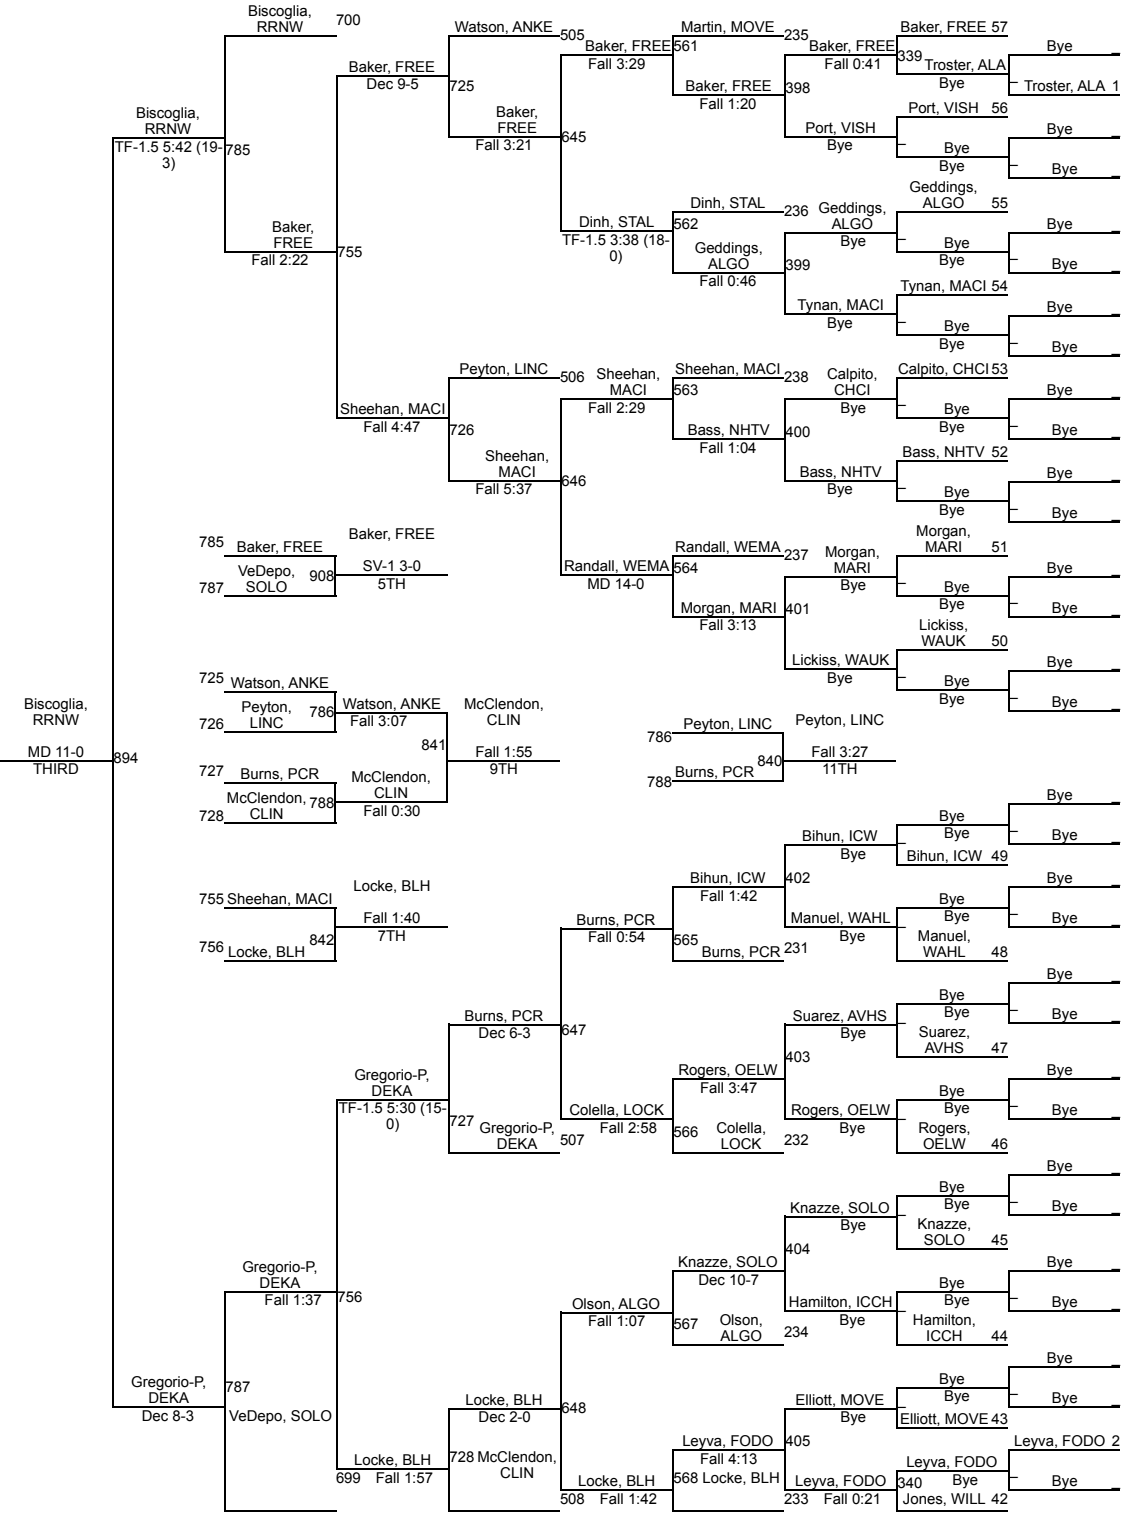 Biscoglia,
RRNW
700
Watson, ANKE
505
Martin, MOVE
235
Baker, FREE 57
Bye
_
Baker, FREE
Fall 3:29
561
Baker, FREE
Fall 0:41
339
Troster, ALA
Bye
Troster, ALA 1
Baker, FREE
Dec 9-5
725
Baker, FREE
Fall 1:20
398
Port, VISH 56
Bye
_
Biscoglia,
RRNW
TF-1.5 5:42 (19-
3)
785
Baker,
FREE
Fall 3:21
645
Port, VISH
Bye
_
Bye
Bye
_
Bye
_
Dinh, STAL
TF-1.5 3:38 (18-
0)
562
Dinh, STAL
236
Geddings,
ALGO
Bye
Geddings,
ALGO 55
Bye
_
Baker,
FREE
Fall 2:22
755
Geddings,
ALGO
Fall 0:46
399
_
Bye
Bye
_
Bye
_
Tynan, MACI
Bye
Tynan, MACI 54
Bye
_
_
Bye
Bye
_
Bye
_
Sheehan, MACI
Fall 4:47
726
Peyton, LINC
506
Sheehan,
MACI
Fall 2:29
563
Sheehan, MACI
238
Calpito,
CHCI
Bye
Calpito, CHCI 53
Bye
_
Bass, NHTV
Fall 1:04
400
_
Bye
Bye
_
Bye
_
Sheehan,
MACI
Fall 5:37
646
Bass, NHTV
Bye
Bass, NHTV 52
Bye
_
_
Bye
Bye
_
Bye
_
785
Baker, FREE
787
VeDepo,
SOLO
908
Baker, FREE
SV-1 3-0
5TH
Randall, WEMA
MD 14-0
564
Randall, WEMA
237
Morgan,
MARI
Bye
Morgan,
MARI 51
Bye
_
Morgan, MARI
Fall 3:13
401
_
Bye
Bye
_
Bye
_
Lickiss, WAUK
Bye
Lickiss,
WAUK 50
Bye
_
_
Bye
Bye
_
Bye
_
725
Watson, ANKE
726
Peyton,
LINC
786
Watson, ANKE
Fall 3:07
841
McClendon,
CLIN
Fall 1:55
9TH
Biscoglia,
RRNW
MD 11-0
THIRD
894
786
Peyton, LINC
788
Burns, PCR
840
Peyton, LINC
Fall 3:27
11TH
727
Burns, PCR
728
McClendon,
CLIN
788
McClendon,
CLIN
Fall 0:30
Bihun, ICW
Bye
_
Bye
Bye
Bihun, ICW 49
Bye
_
_
Bye
_
Bihun, ICW
Fall 1:42
402
Manuel, WAHL
Bye
_
Bye
Bye
Manuel,
WAHL 48
Bye
_
_
Bye
_
755
Sheehan, MACI
756
Locke, BLH
842
Locke, BLH
Fall 1:40
7TH
Burns, PCR
Fall 0:54
565
Burns, PCR
231
Burns, PCR
Dec 6-3
647
Suarez, AVHS
Bye
_
Bye
Bye
Suarez,
AVHS 47
Bye
_
_
Bye
_
Gregorio-P,
DEKA
TF-1.5 5:30 (15-
0)
727
Gregorio-P,
DEKA
507
Colella, LOCK
Fall 2:58
566
Rogers, OELW
Fall 3:47
403
Colella,
LOCK
232
Rogers, OELW
Bye
_
Bye
Bye
Rogers,
OELW 46
Bye
_
_
Bye
_
Gregorio-P,
DEKA
Fall 1:37
756
Olson, ALGO
Fall 1:07
567
Knazze, SOLO
Dec 10-7
404
Olson,
ALGO
234
Knazze, SOLO
Bye
_
Bye
Bye
Knazze,
SOLO 45
Bye
_
_
Bye
_
Hamilton, ICCH
Bye
_
Bye
Bye
Hamilton,
ICCH 44
Bye
_
_
Bye
_
Gregorio-P,
DEKA
Dec 8-3
787
VeDepo, SOLO
699
Locke, BLH
Fall 1:57
728
Locke, BLH
Dec 2-0
648
McClendon,
CLIN
508
Locke, BLH
Fall 1:42
568
Leyva, FODO
Fall 4:13
405
Locke, BLH
233
Elliott, MOVE
Bye
_
Bye
Bye
Elliott, MOVE 43
Bye
_
_
Bye
_
Leyva, FODO
Fall 0:21
340
Leyva, FODO
Bye
Jones, WILL 42
Leyva, FODO 2
_
Bye
_